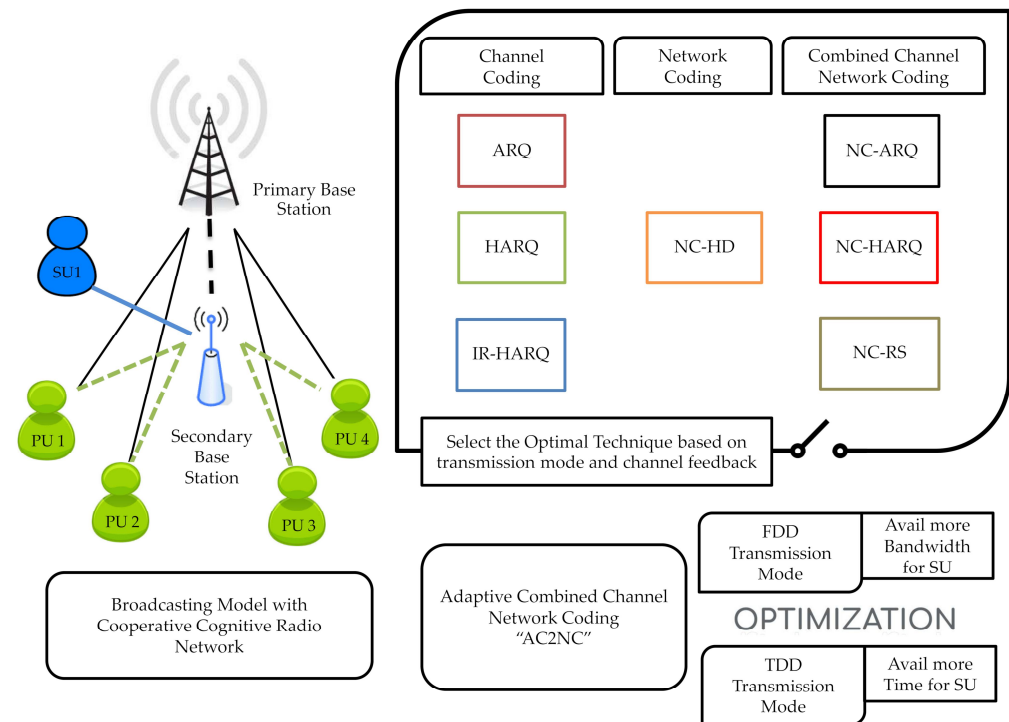 Primary Base
Station
SU1
PU 1
PU 2
PU 3
PU 4
Secondary
Base
Station
Broadcasting Model with
Cooperative Cognitive Radio
Network
Channel
Coding
Network
Coding
Combined Channel
Network Coding
ARQ
NC-ARQ
HARQ
NC-HD
NC-HARQ
IR-HARQ
NC-RS
Select the Optimal Technique based on
transmission mode and channel feedback
Adaptive Combined Channel
Network Coding
“AC2NC”
FDD
Transmission
Mode
Avail more
Bandwidth
for SU
OPTIMIZATION
TDD
Transmission
Mode
Avail more
Time for SU